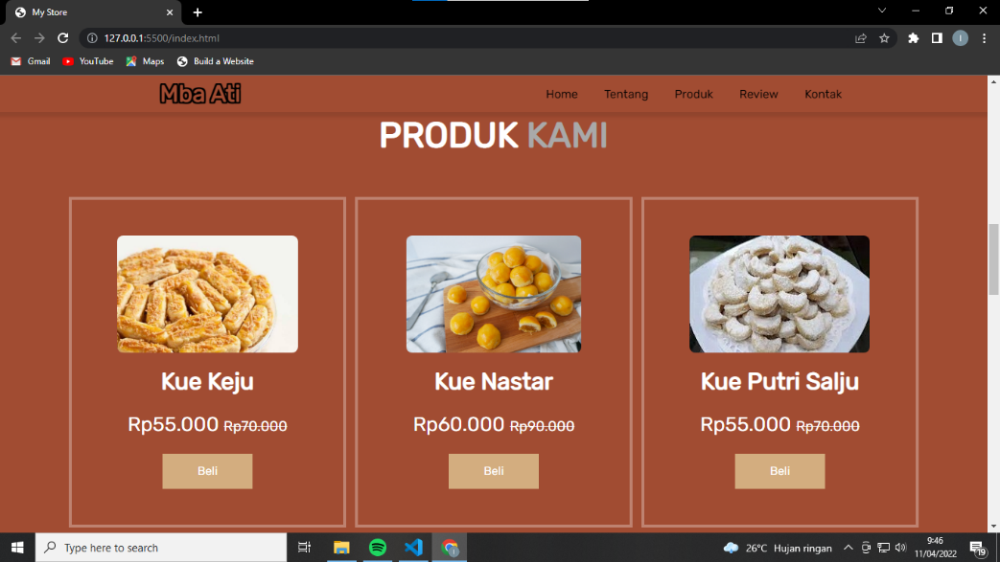 My Store
127.0.0.1:5500/index.html
Gmail YouTube Maps Build a Website
Mba Ati Home Tentang Produk Review Kontak
PRODUK KAMI
Kue Keju
Rp55.000 Rp70.000
Beli
Kue Nastar
Rp60.000 Rp90.000
Beli
Kue Putri Salju
Rp55.000 Rp70.000
Beli
Type here to search
26°C Hujan ringan
9:46
11/04/2022
19
I